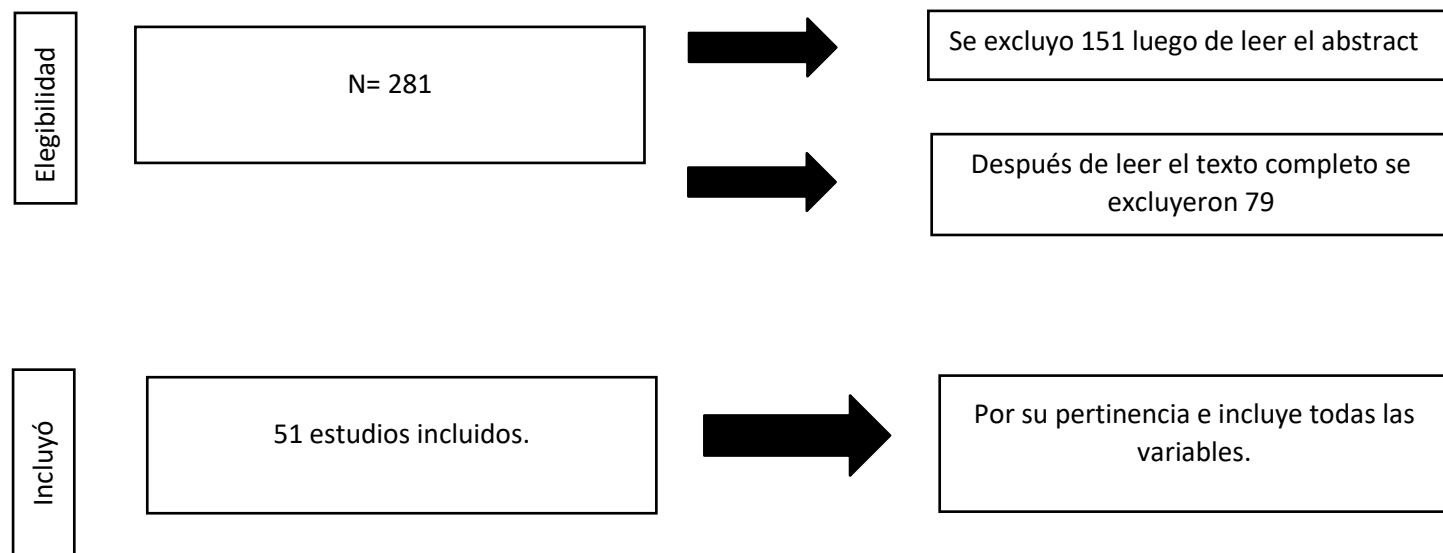 Elegibilidad
N= 281
Se excluyo 151 luego de leer el abstract
Después de leer el texto completo se
excluyeron 79
Incluyó
51 estudios incluidos.
Por su pertinencia e incluye todas las
variables.